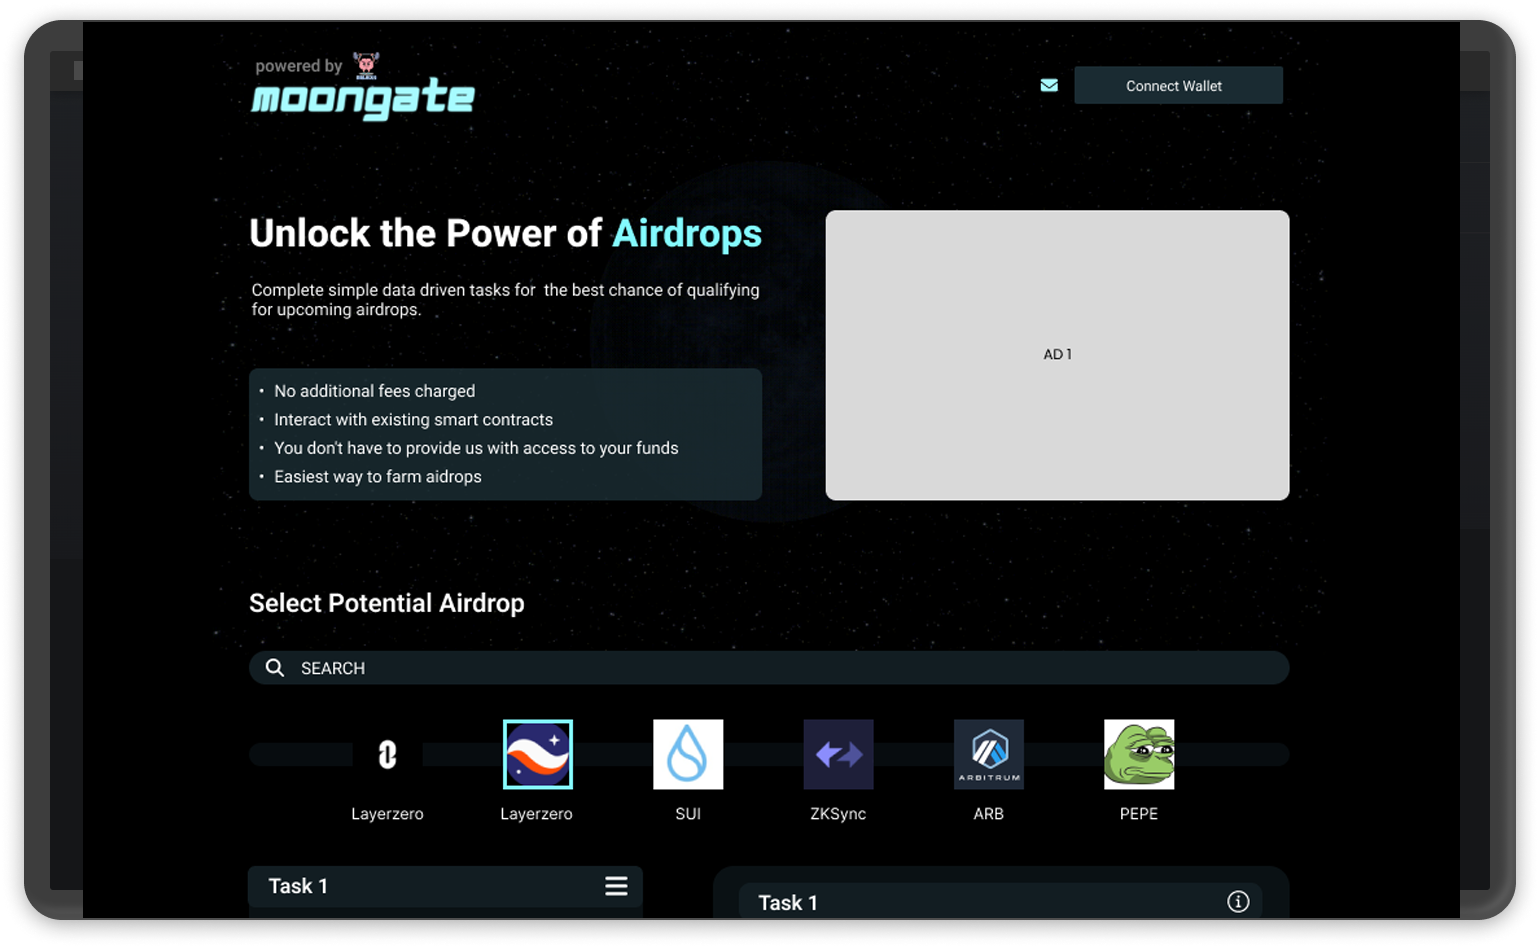 powered by
moongate
Connect Wallet
Unlock the Power of Airdrops
Complete simple data driven tasks for the best chance of qualifying
for upcoming airdrops.
• No additional fees charged
• Interact with existing smart contracts
• You don't have to provide us with access to your funds
• Easiest way to farm aidrops
AD 1
Select Potential Airdrop
SEARCH
ARBITRUM
Layerzero
Layerzero
SUI
ZKSync
ARB
PEPE
Task 1
Task 1